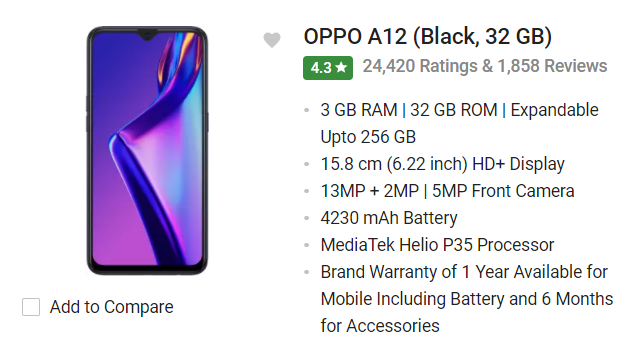 OPPO A12 (Black, 32 GB)
4.3★ 24,420 Ratings & 1,858 Reviews
3 GB RAM | 32 GB ROM | Expandable
Upto 256 GB
15.8 cm (6.22 inch) HD+ Display
13MP + 2MP | 5MP Front Camera
4230 mAh Battery
MediaTek Helio P35 Processor
Brand Warranty of 1 Year Available for
Mobile Including Battery and 6 Months
for Accessories
Add to Compare